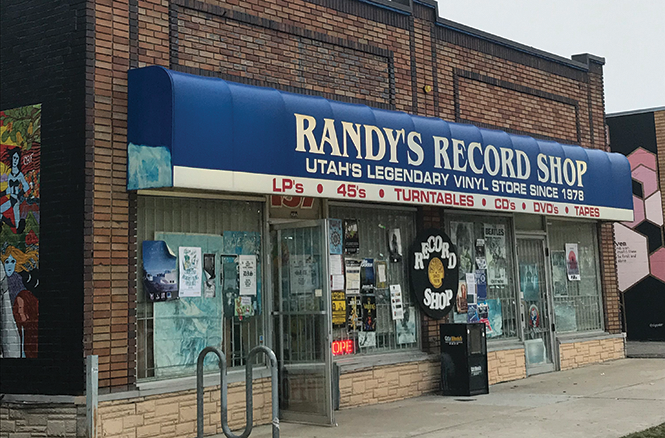 RANDY'S RECORD SHOP
UTAH'S LEGENDARY VINYL STORE SINCE 1978
LP's • 45's • TURNTABLES • CD's • DVD's • TAPES
RECORD
SHOP
BEATLES
OPE